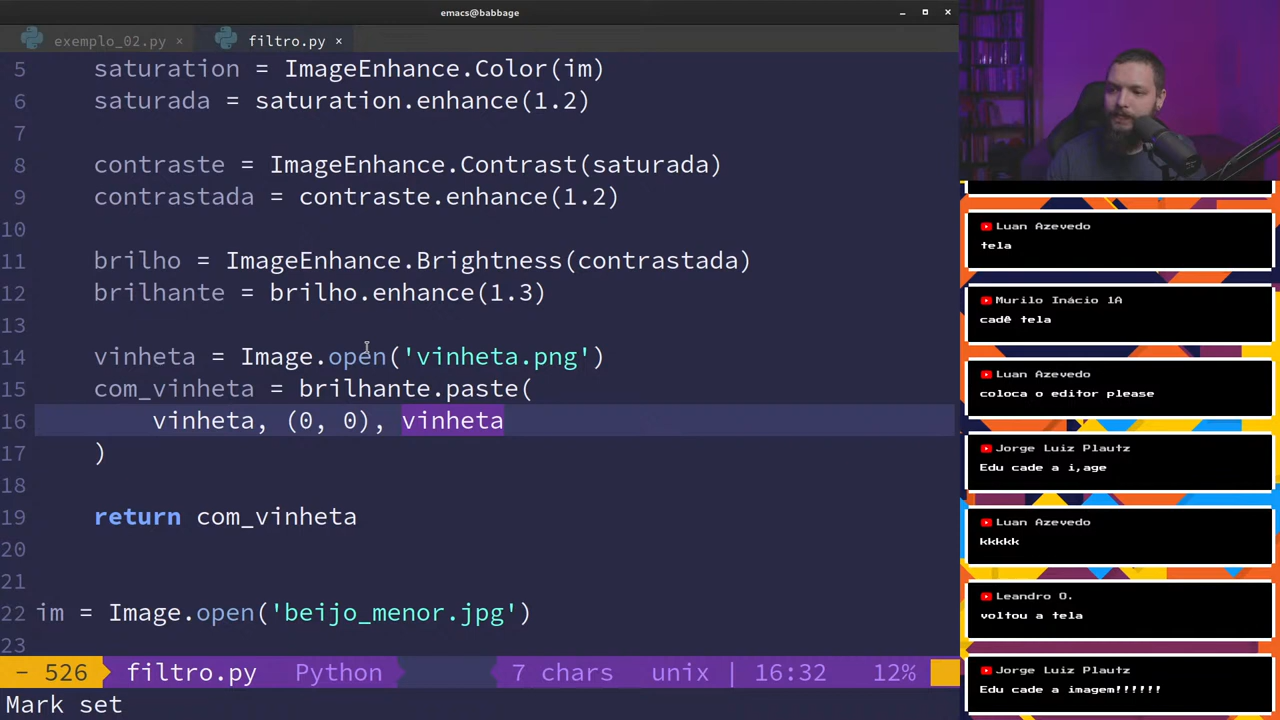 emacs@babbage
exemplo_02.py × filtro.py ×
5 saturation = ImageEnhance.Color(im)
6 saturada = saturation.enhance(1.2)
7
8 contraste = ImageEnhance.Contrast(saturada)
9 contrastada = contraste.enhance(1.2)
10
11 brilho = ImageEnhance.Brightness(contrastada)
12 brilhante = brilho.enhance(1.3)
13
14 vinheta = Image.open('vinheta.png')
15 com_vinheta = brilhante.paste(
16 vinheta, (0, 0), vinheta
17 )
18
19 return com_vinheta
20
21
22 im = Image.open('beijo_menor.jpg')
23
- 526 filtro.py Python 7 chars unix | 16:32 12%
Mark set
Luan Azevedo
tela
Murilo Inácio 1A
cadê tela
Luan Azevedo
coloca o editor please
Jorge Luiz Plautz
Edu cade a i,age
Luan Azevedo
kkkkk
Leandro O.
voltou a tela
Jorge Luiz Plautz
Edu cade a imagem!!!!!!